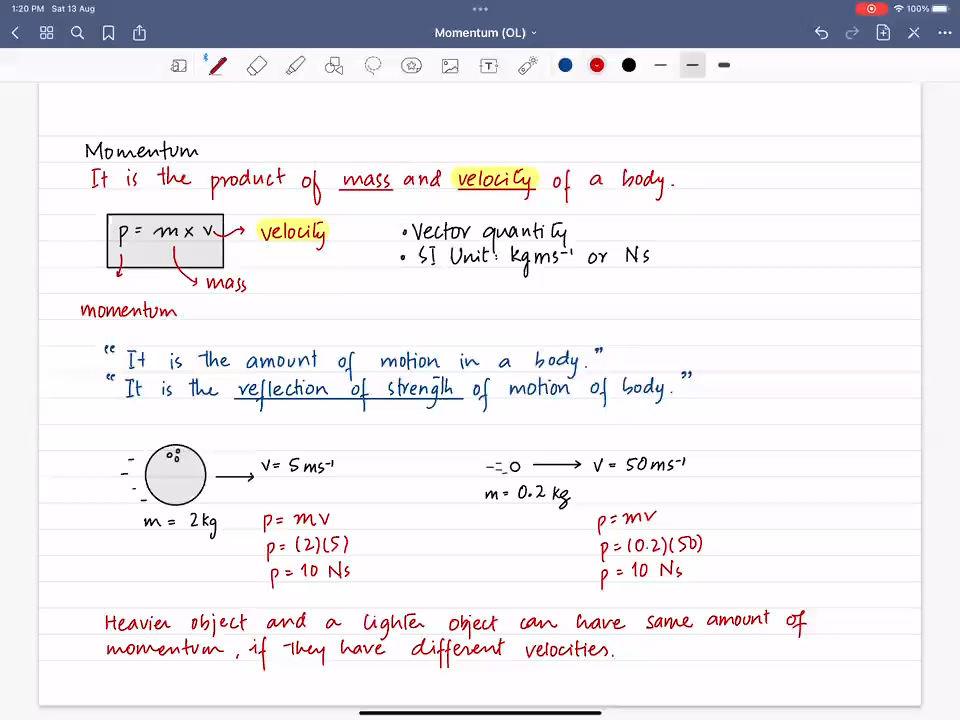 1:20 PM Sat 13 Aug
100%
Momentum (OL)
Momentum
It is the product of mass and velocity of a body.
p = m x v → velocity
mass
momentum
• Vector quantity
• SI Unit: kgms⁻¹ or Ns
" It is the amount of motion in a body."
" It is the reflection of strength of motion of body."
v = 5 ms⁻¹
m = 2 kg
p = mv
p = (2)(5)
p = 10 Ns
v = 50 ms⁻¹
m = 0.2 kg
p = mv
p = (0.2)(50)
p = 10 Ns
Heavier object and a lighter object can have same amount of
momentum, if they have different velocities.